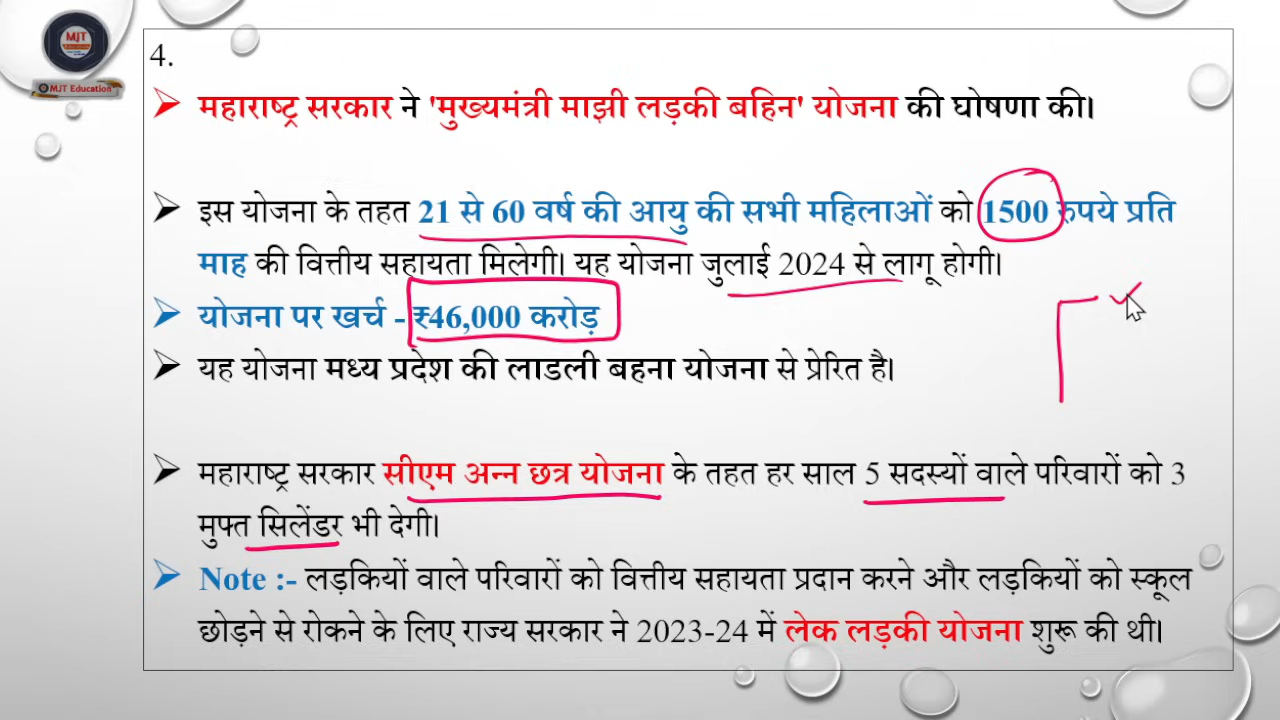 MJT
MJT Education
4.
महाराष्ट्र सरकार ने 'मुख्यमंत्री माझी लड़की बहिन' योजना की घोषणा की।
इस योजना के तहत 21 से 60 वर्ष की आयु की सभी महिलाओं को 1500 रुपये प्रति
माह की वित्तीय सहायता मिलेगी। यह योजना जुलाई 2024 से लागू होगी।
योजना पर खर्च - ₹46,000 करोड़
यह योजना मध्य प्रदेश की लाडली बहना योजना से प्रेरित है।
महाराष्ट्र सरकार सीएम अन्न छत्र योजना के तहत हर साल 5 सदस्यों वाले परिवारों को 3
मुफ्त सिलेंडर भी देगी।
Note :- लड़कियों वाले परिवारों को वित्तीय सहायता प्रदान करने और लड़कियों को स्कूल
छोड़ने से रोकने के लिए राज्य सरकार ने 2023-24 में लेक लड़की योजना शुरू की थी।